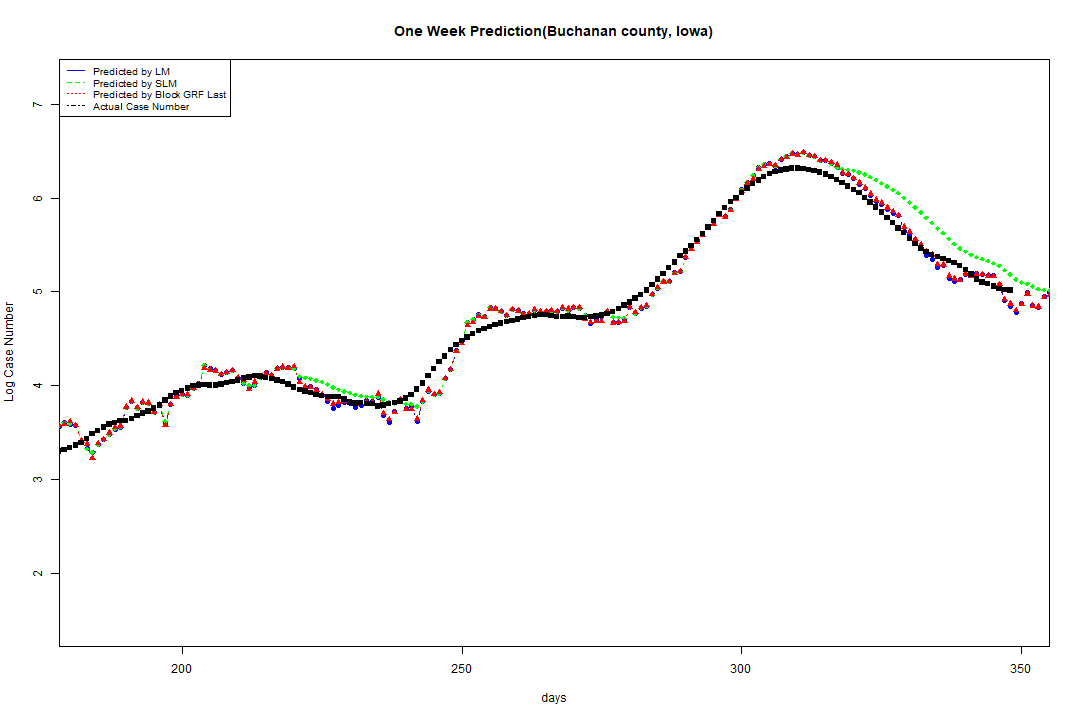 One Week Prediction(Buchanan county, Iowa)
Predicted by LM
Predicted by SLM
Predicted by Block GRF Last
Actual Case Number
7
6
5
4
3
2
Log Case Number
200 250 300 350
days